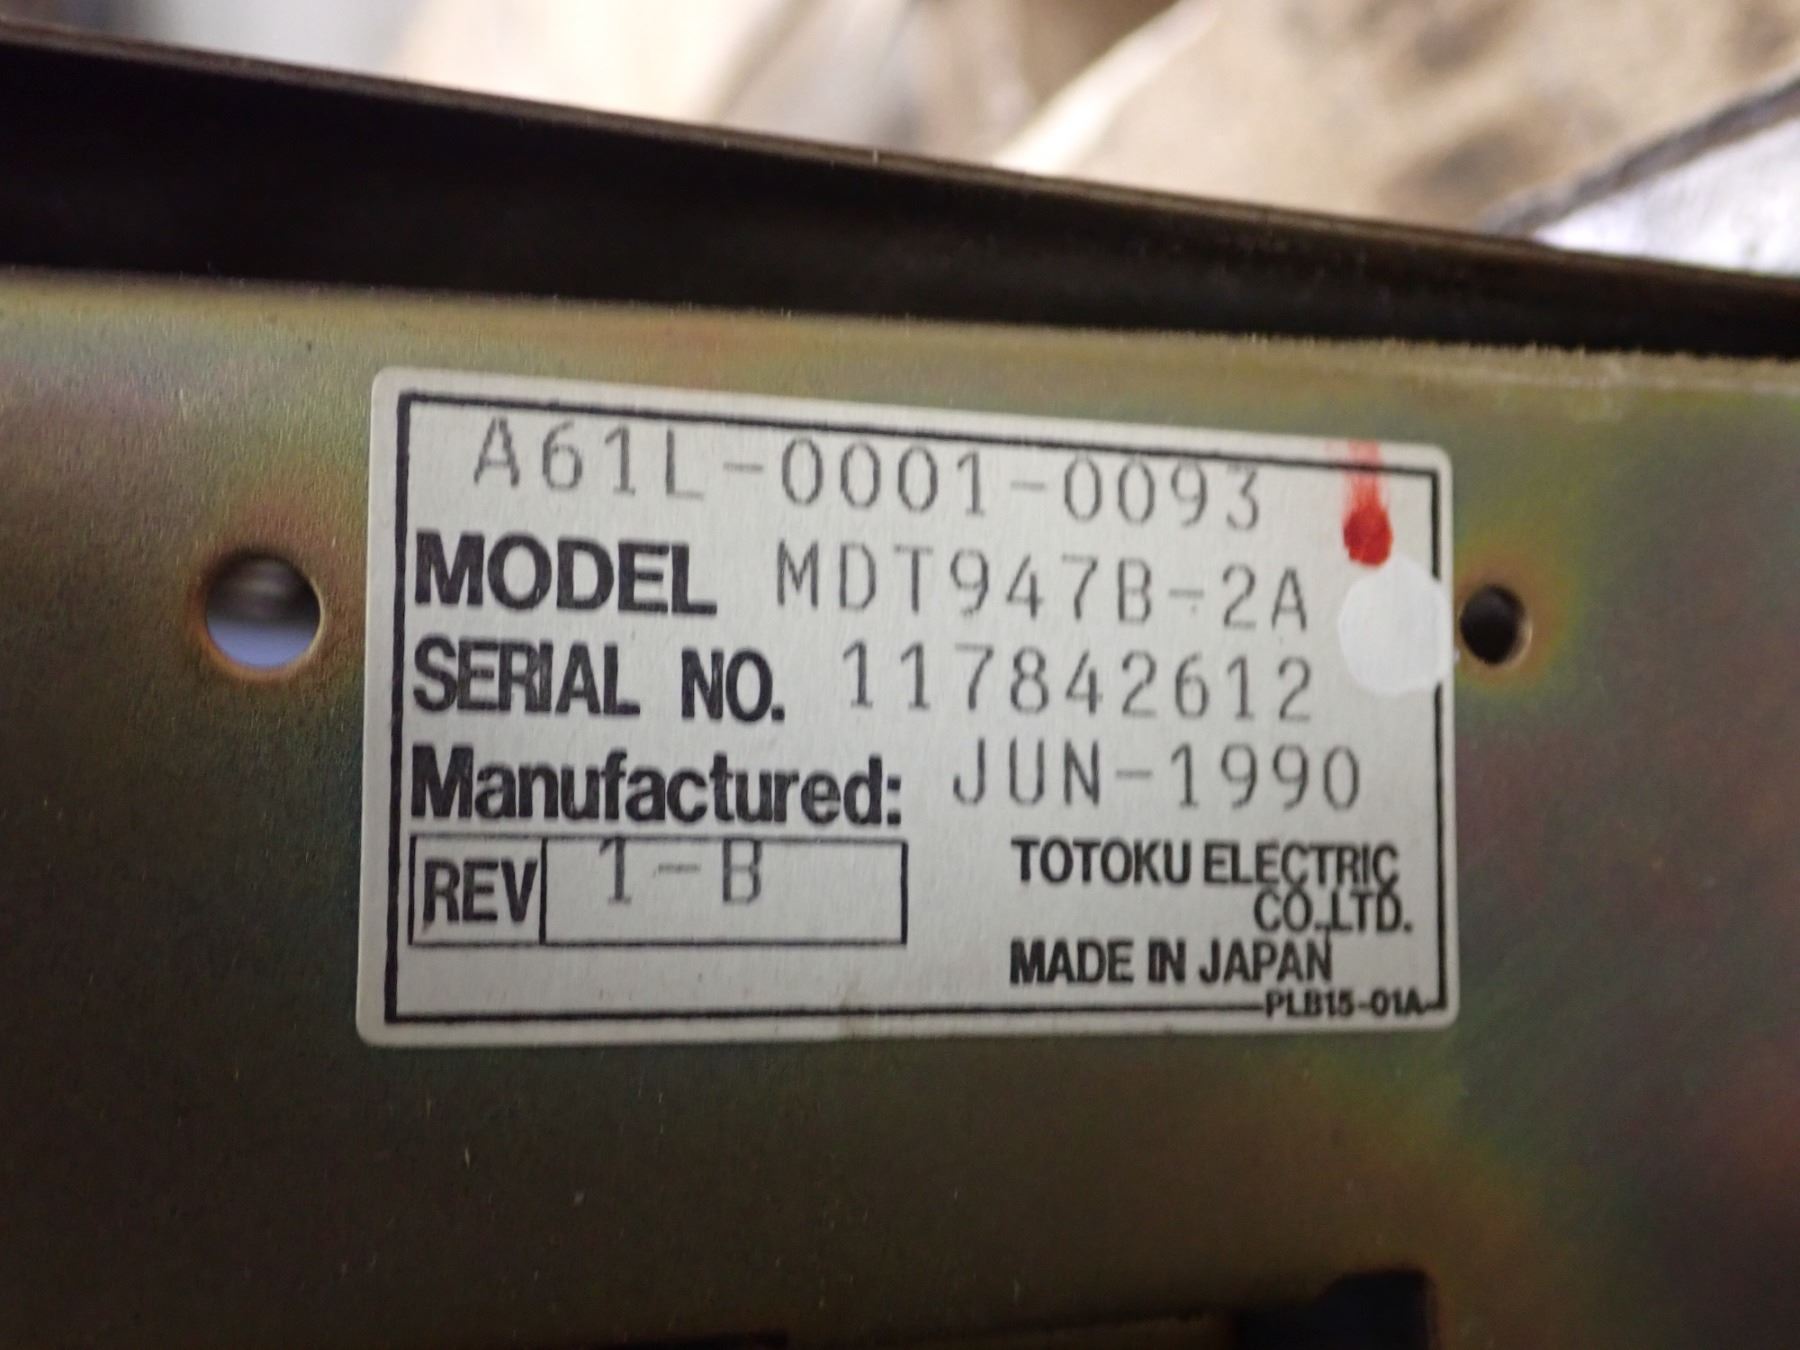 A61L-0001-0093
MODEL MDT947B-2A
SERIAL NO. 117842612
Manufactured: JUN-1990
REV 1-B
TOTOKU ELECTRIC
CO.,LTD.
MADE IN JAPAN
PLB15-01A